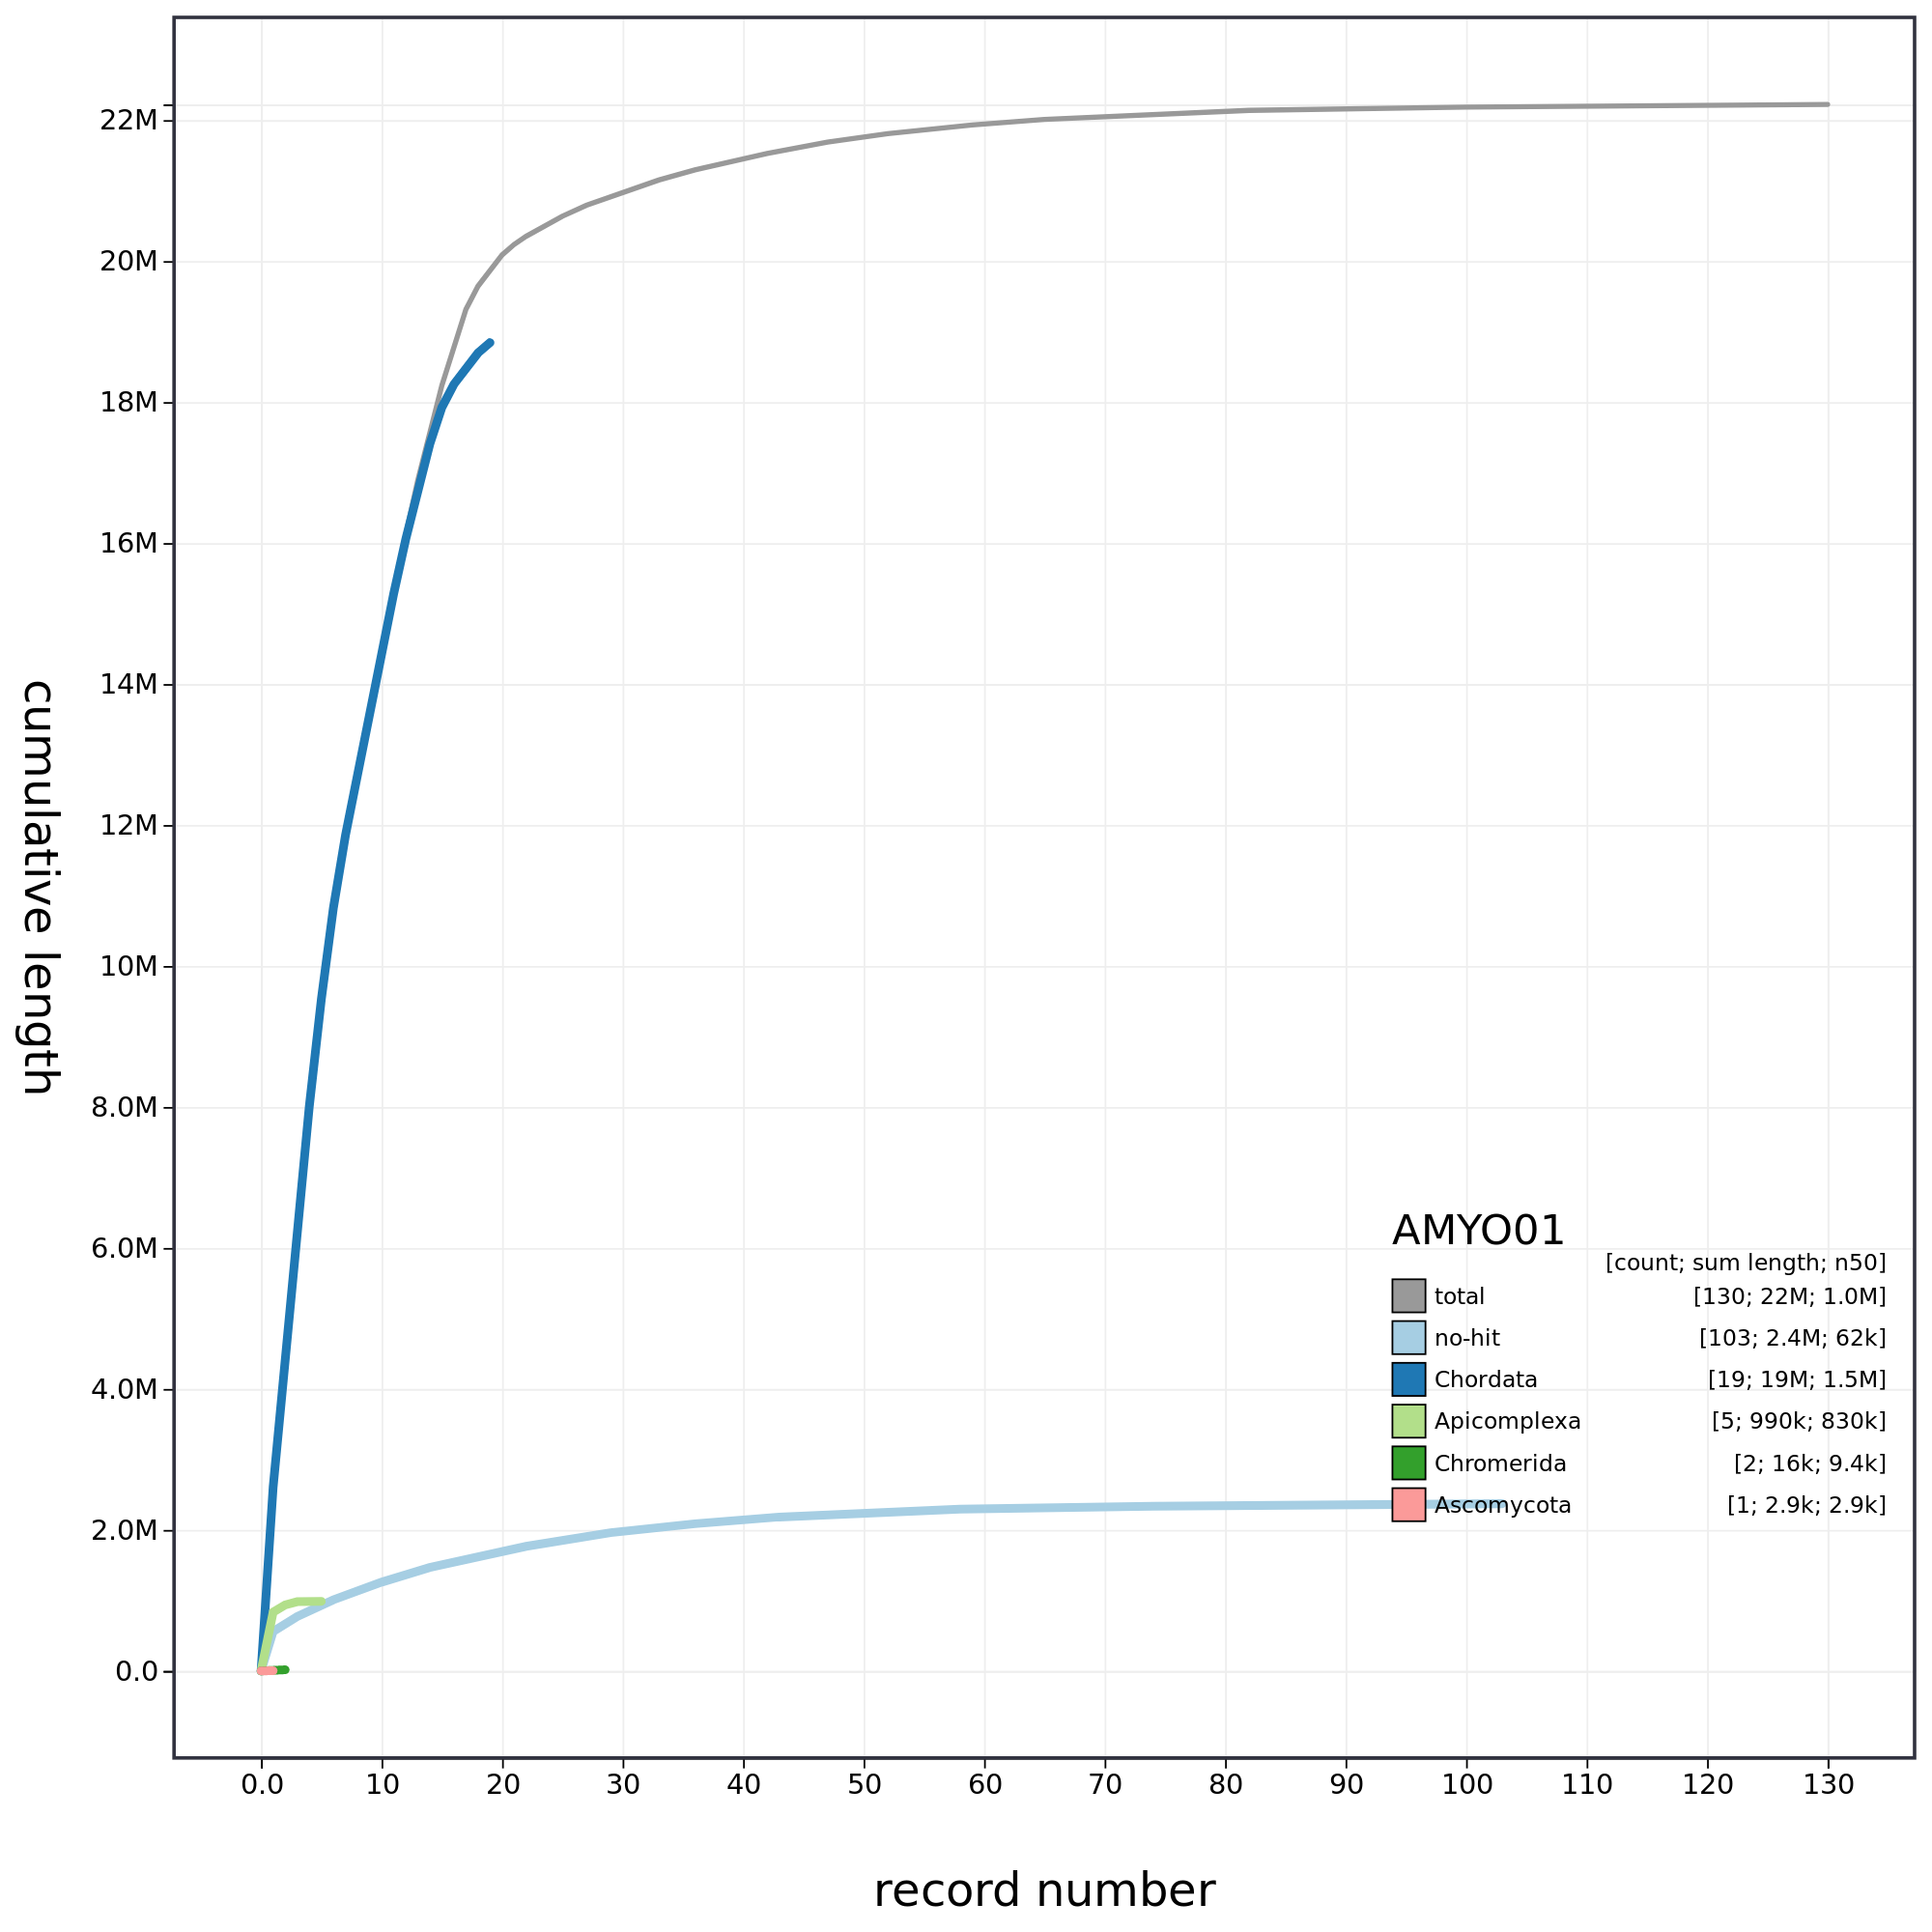 22M
20M
18M
16M
14M
12M
10M
8.0M
6.0M
4.0M
2.0M
0.0
cumulative length
AMYO01
[count; sum length; n50]
total [130; 22M; 1.0M]
no-hit [103; 2.4M; 62k]
Chordata [19; 19M; 1.5M]
Apicomplexa [5; 990k; 830k]
Chromerida [2; 16k; 9.4k]
Ascomycota [1; 2.9k; 2.9k]
0.0 10 20 30 40 50 60 70 80 90 100 110 120 130
record number